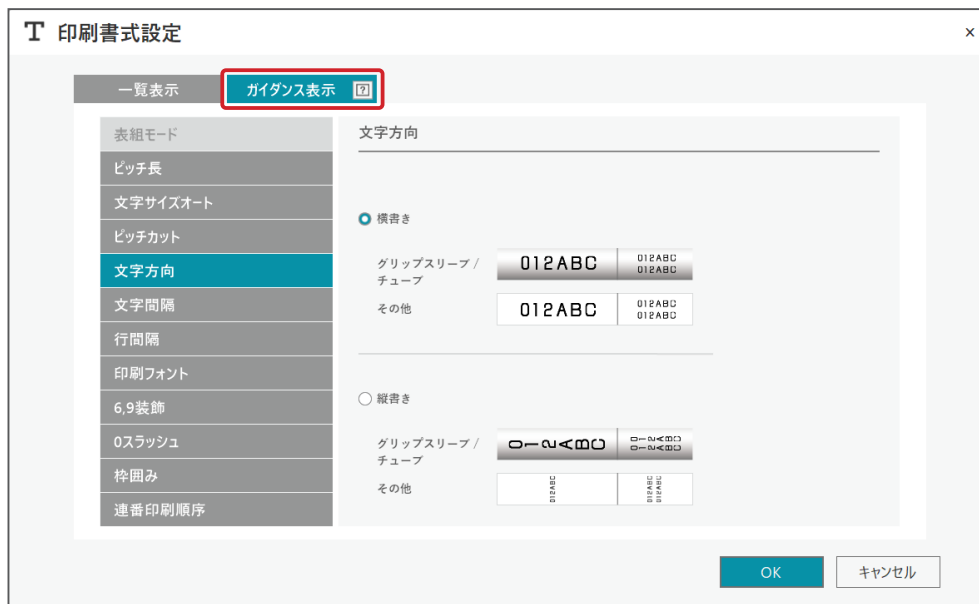 T 印刷書式設定
×
一覧表示
ガイダンス表示 ?
表組モード
ピッチ長
文字サイズオート
ピッチカット
文字方向
文字間隔
行間隔
印刷フォント
6,9装飾
0スラッシュ
枠囲み
連番印刷順序
文字方向
横書き
グリップスリーブ /
チューブ
012ABC
012ABC
012ABC
その他
012ABC
012ABC
012ABC
縦書き
グリップスリーブ /
チューブ
012ABC
012ABC
012ABC
その他
012ABC
012ABC
012ABC
OK
キャンセル